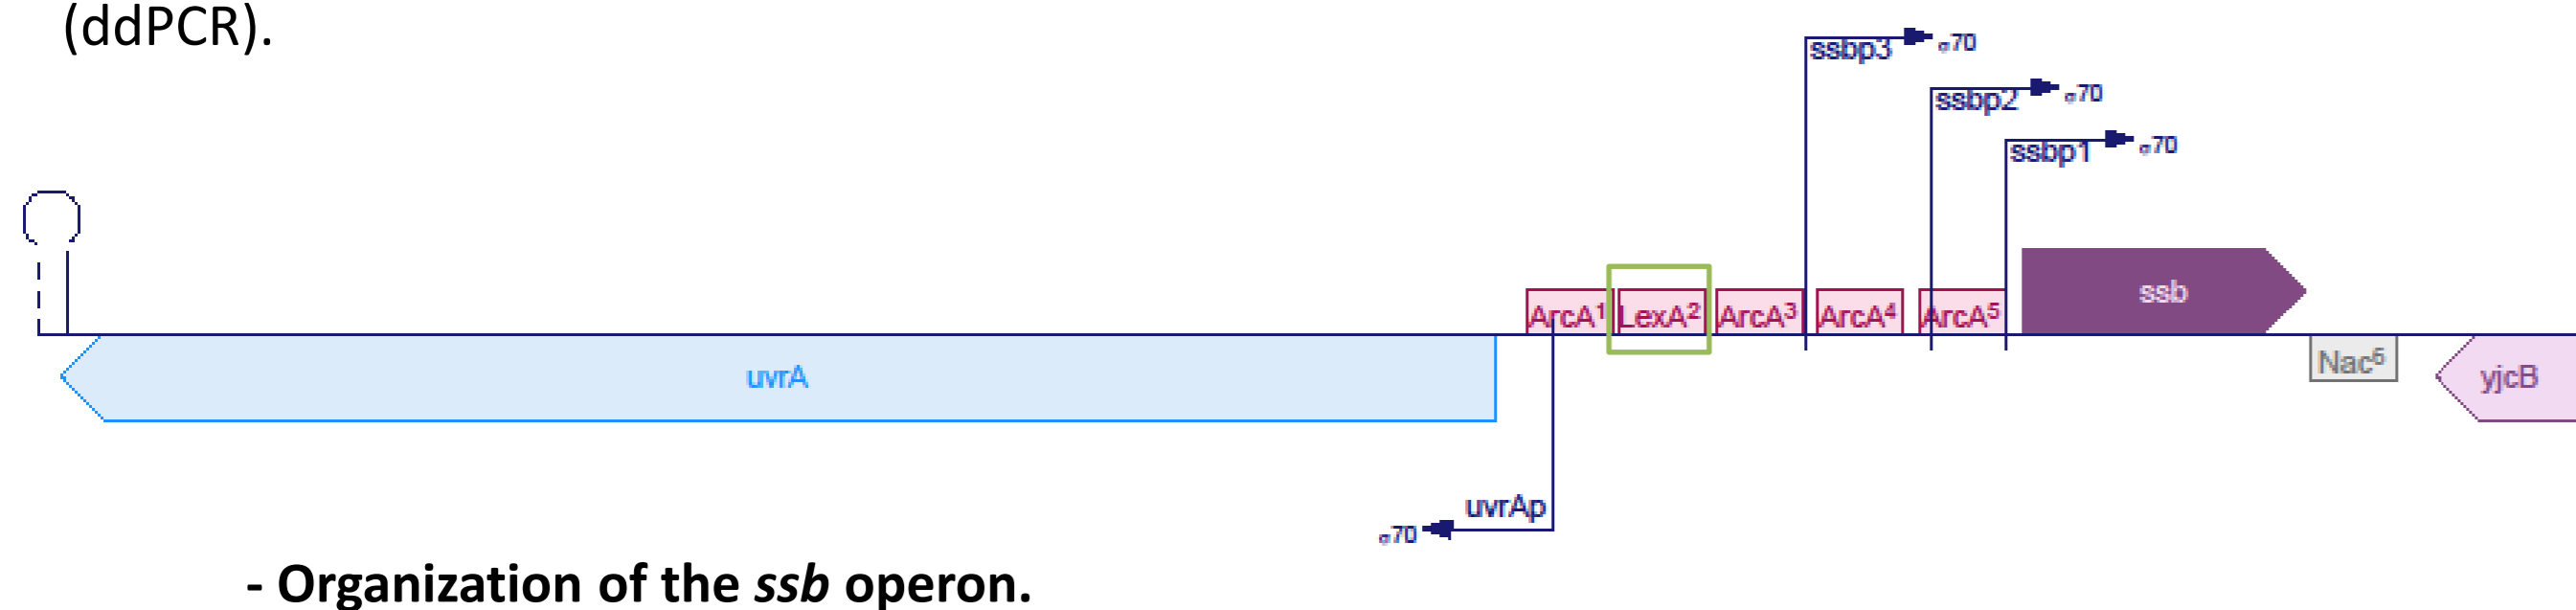 (ddPCR).
ssbp3 σ70
ssbp2 σ70
ssbp1 σ70
ArcA¹ LexA² ArcA³ ArcA⁴ ArcA⁵ ssb
uvrA Nac⁶ yjcB
uvrAp
σ70
- Organization of the ssb operon.